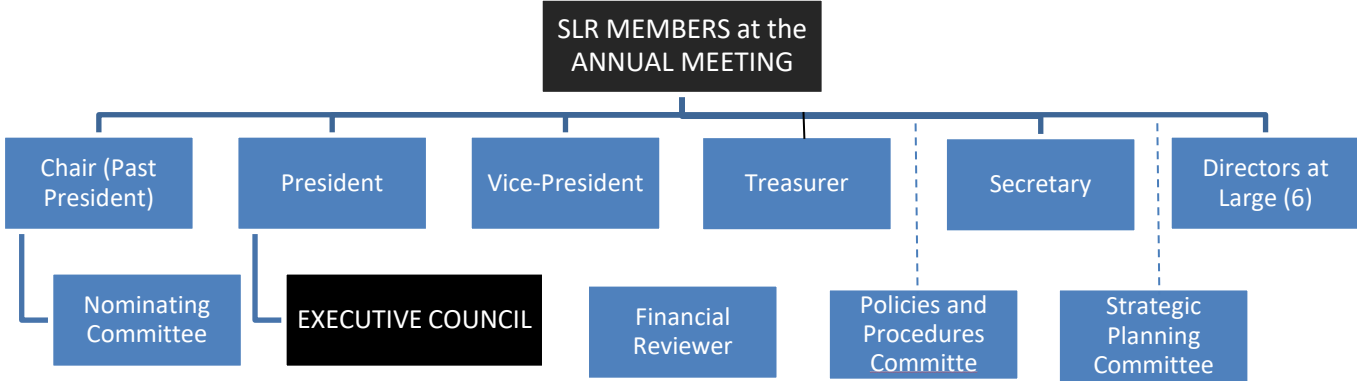 SLR MEMBERS at the
ANNUAL MEETING
Chair (Past
President)
President
Vice-President
Treasurer
Secretary
Directors at
Large (6)
Nominating
Committee
EXECUTIVE COUNCIL
Financial
Reviewer
Policies and
Procedures
Committe
Strategic
Planning
Committee